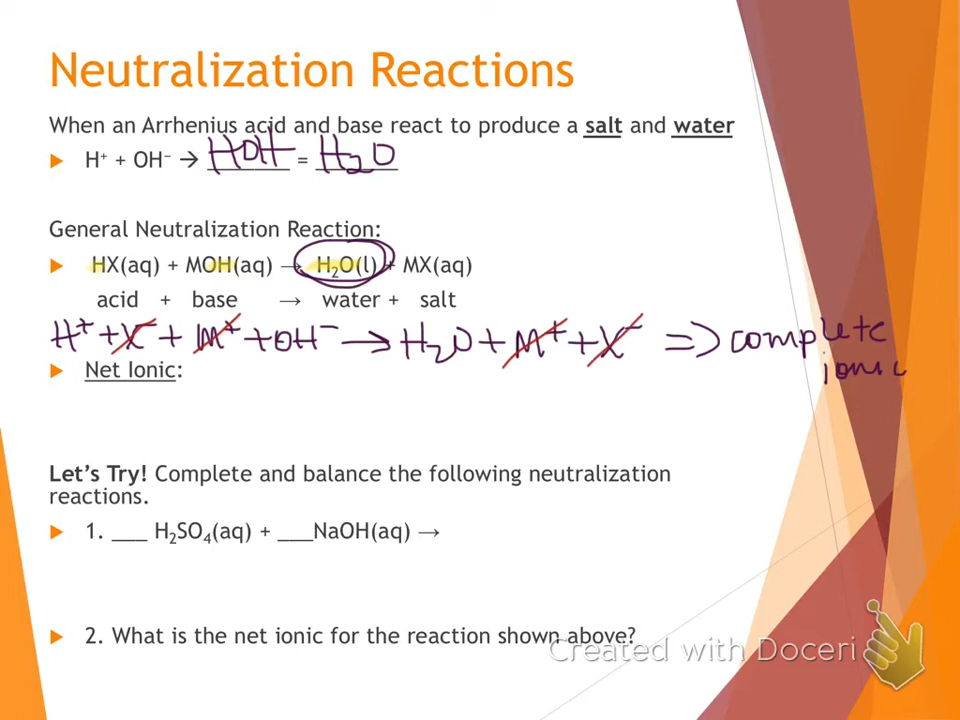 Neutralization Reactions
When an Arrhenius acid and base react to produce a salt and water
H⁺ + OH⁻ → HOH = H₂O
General Neutralization Reaction:
HX(aq) + MOH(aq) → H₂O(l) + MX(aq)
acid + base → water + salt
H⁺ + X⁻ + M⁺ + OH⁻ → H₂O + M⁺ + X⁻ ⇒ complete
ionic
Net Ionic:
Let's Try! Complete and balance the following neutralization
reactions.
1. ___ H₂SO₄(aq) + ___NaOH(aq) →
2. What is the net ionic for the reaction shown above?
Created with Doceri